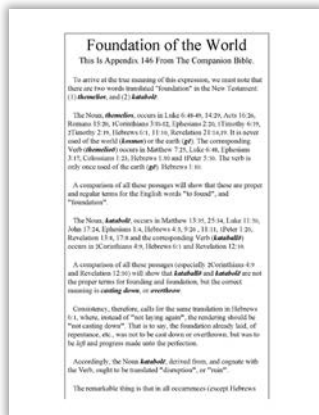 Foundation of the World
This Is Appendix 146 From The Companion Bible.
To arrive at the true meaning of this expression, we must note that
there are two words translated "foundation" in the New Testament:
(1) themelios, and (2) katabolē.
The Noun, themelios, occurs in Luke 6:48-49, 14:29, Acts 16:26,
Romans 15:20, 1Corinthians 3:10-12, Ephesians 2:20, 1Timothy 6:19,
2Timothy 2:19, Hebrews 6:1, 11:10, Revelation 21:14,19. It is never
used of the world (kosmos) or the earth (gē). The corresponding
Verb (themelioō) occurs in Matthew 7:25, Luke 6:48, Ephesians
3:17, Colossians 1:23, Hebrews 1:10 and 1Peter 5:10. The verb is
only once used of the earth (gē). Hebrews 1:10.
A comparison of all these passages will show that these are proper
and regular terms for the English words "to found", and
"foundation".
The Noun, katabolē, occurs in Matthew 13:35, 25:34, Luke 11:50,
John 17:24, Ephesians 1:4, Hebrews 4:3, 9:26, 11:11, 1Peter 1:20,
Revelation 13:8, 17:8 and the corresponding Verb (kataballō)
occurs in 2Corinthians 4:9, Hebrews 6:1 and Revelation 12:10.
A comparison of all these passages (especially 2Corinthians 4:9
and Revelation 12:10) will show that kataballō and katabolē are not
the proper terms for founding and foundation, but the correct
meaning is casting down, or overthrow.
Consistency, therefore, calls for the same translation in Hebrews
6:1, where, instead of "not laying again", the rendering should be
"not casting down". That is to say, the foundation already laid, of
repentance, etc., was not to be cast down or overthrown, but was to
be left and progress made unto the perfection.
Accordingly, the Noun katabolē, derived from, and cognate with
the Verb, ought to be translated "disruption", or "ruin".
The remarkable thing is that in all occurrences (except Hebrews